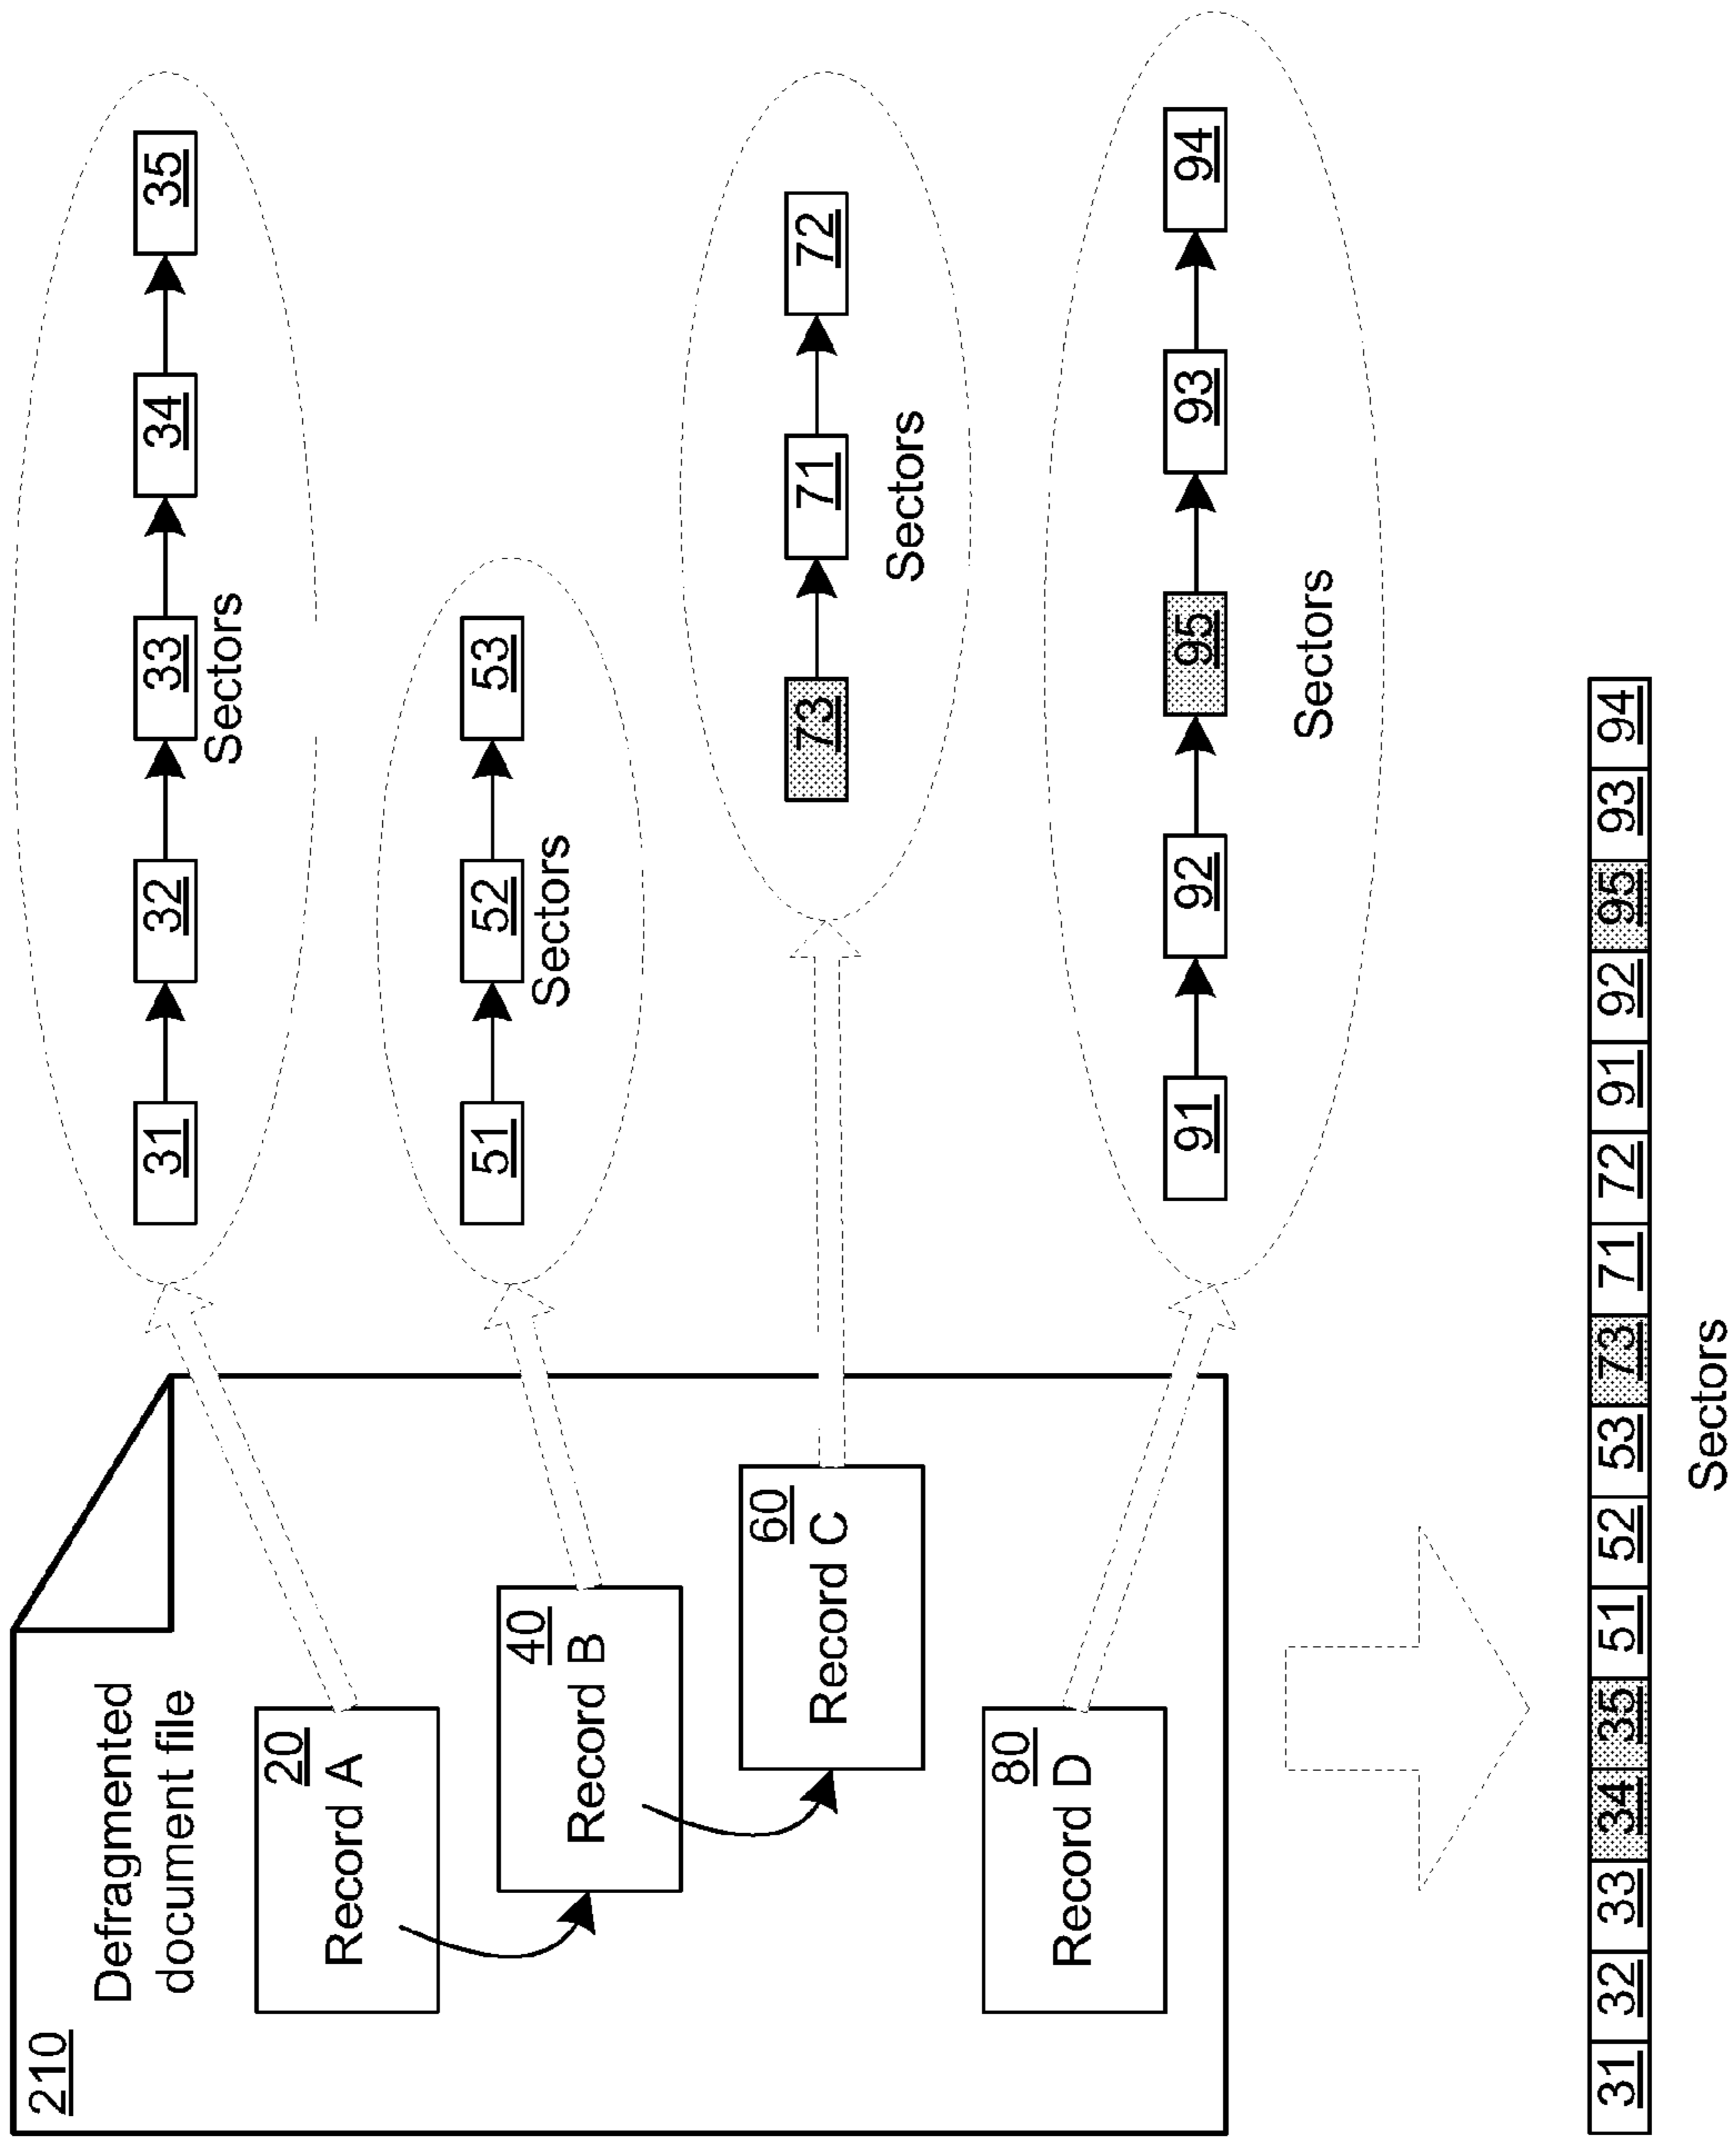 210
Defragmented
document file
20
Record A
40
Record B
60
Record C
80
Record D
31 32 33 34 35
Sectors
51 52 53
Sectors
73 71 72
Sectors
91 92 95 93 94
Sectors
31 32 33 34 35 51 52 53 73 71 72 91 92 95 93 94
Sectors